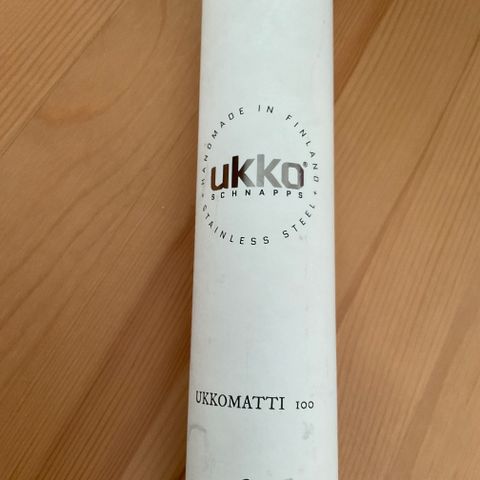 HANDMADE IN FINLAND
ukko®
SCHNAPPS
• STAINLESS STEEL •
UKKOMATTI 100